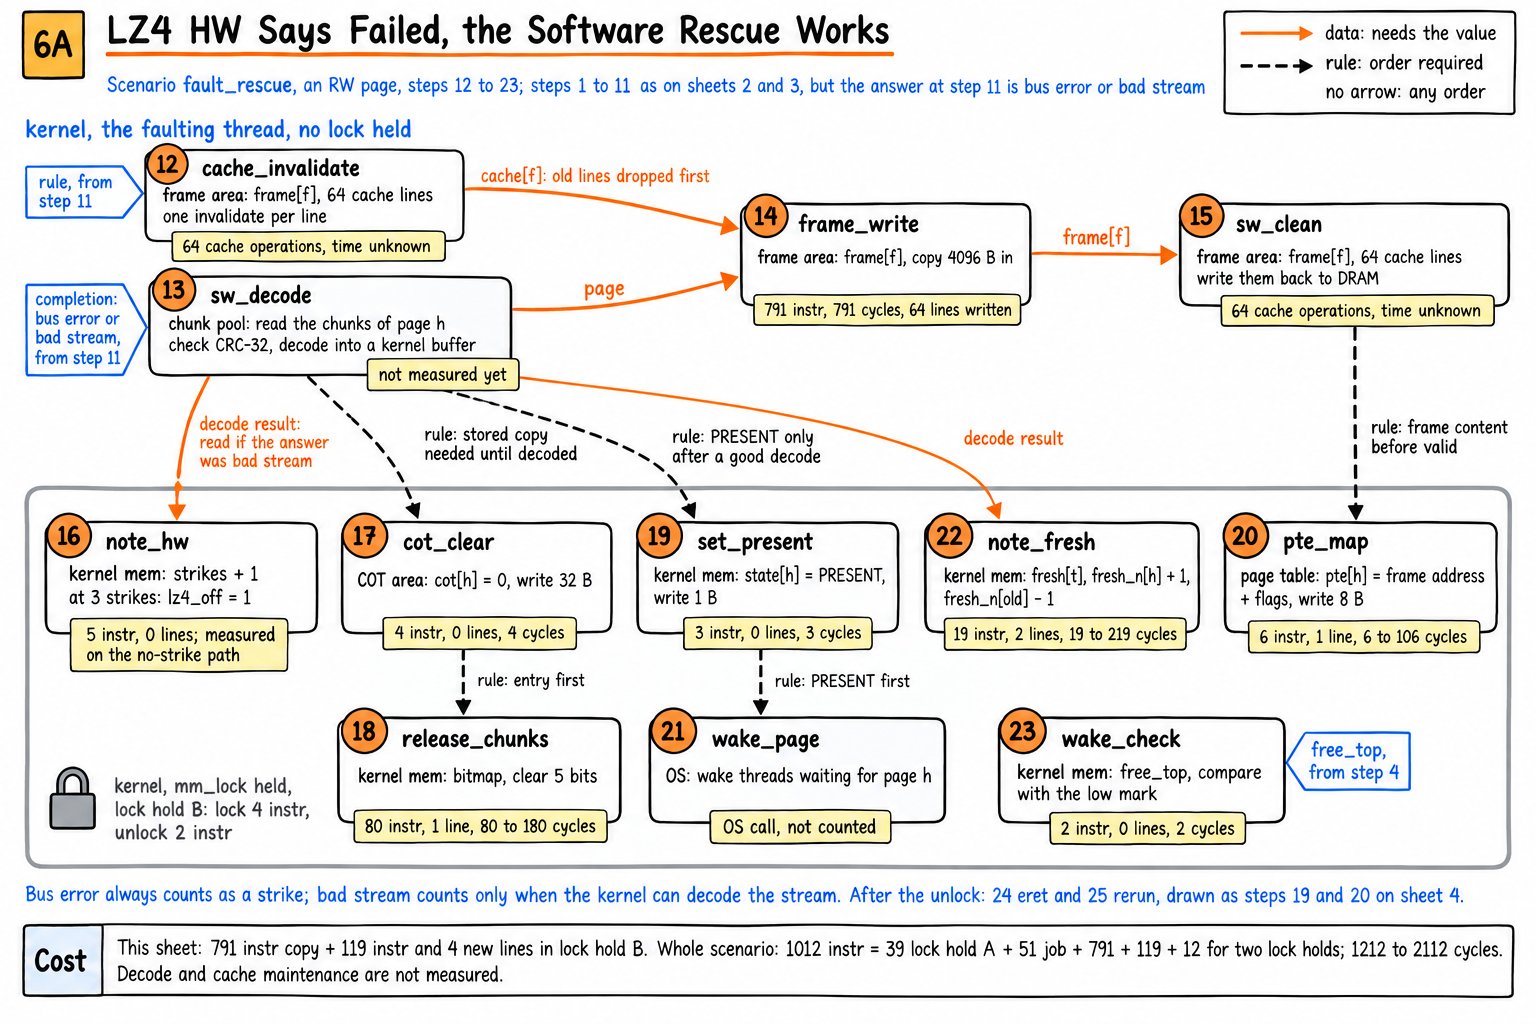 6A
LZ4 HW Says Failed, the Software Rescue Works
Scenario fault_rescue, an RW page, steps 12 to 23; steps 1 to 11 as on sheets 2 and 3, but the answer at step 11 is bus error or bad stream
data: needs the value
rule: order required
no arrow: any order
kernel, the faulting thread, no lock held
rule, from
step 11
12
cache_invalidate
frame area: frame[f], 64 cache lines
one invalidate per line
64 cache operations, time unknown
cache[f]: old lines dropped first
completion:
bus error or
bad stream,
from step 11
13
sw_decode
chunk pool: read the chunks of page h
check CRC-32, decode into a kernel buffer
not measured yet
page
14
frame_write
frame area: frame[f], copy 4096 B in
791 instr, 791 cycles, 64 lines written
frame[f]
15
sw_clean
frame area: frame[f], 64 cache lines
write them back to DRAM
64 cache operations, time unknown
decode result:
read if the answer
was bad stream
rule: stored copy
needed until decoded
rule: PRESENT only
after a good decode
decode result
rule: frame content
before valid
16
note_hw
kernel mem: strikes + 1
at 3 strikes: lz4_off = 1
5 instr, 0 lines; measured
on the no-strike path
17
cot_clear
COT area: cot[h] = 0, write 32 B
4 instr, 0 lines, 4 cycles
19
set_present
kernel mem: state[h] = PRESENT,
write 1 B
3 instr, 0 lines, 3 cycles
22
note_fresh
kernel mem: fresh[t], fresh_n[h] + 1,
fresh_n[old] − 1
19 instr, 2 lines, 19 to 219 cycles
20
pte_map
page table: pte[h] = frame address
+ flags, write 8 B
6 instr, 1 line, 6 to 106 cycles
rule: entry first
rule: PRESENT first
18
release_chunks
kernel mem: bitmap, clear 5 bits
80 instr, 1 line, 80 to 180 cycles
21
wake_page
OS: wake threads waiting for page h
OS call, not counted
23
wake_check
kernel mem: free_top, compare
with the low mark
2 instr, 0 lines, 2 cycles
free_top,
from step 4
kernel, mm_lock held,
lock hold B: lock 4 instr,
unlock 2 instr
Bus error always counts as a strike; bad stream counts only when the kernel can decode the stream. After the unlock: 24 eret and 25 rerun, drawn as steps 19 and 20 on sheet 4.
Cost
This sheet: 791 instr copy + 119 instr and 4 new lines in lock hold B. Whole scenario: 1012 instr = 39 lock hold A + 51 job + 791 + 119 + 12 for two lock holds; 1212 to 2112 cycles.
Decode and cache maintenance are not measured.